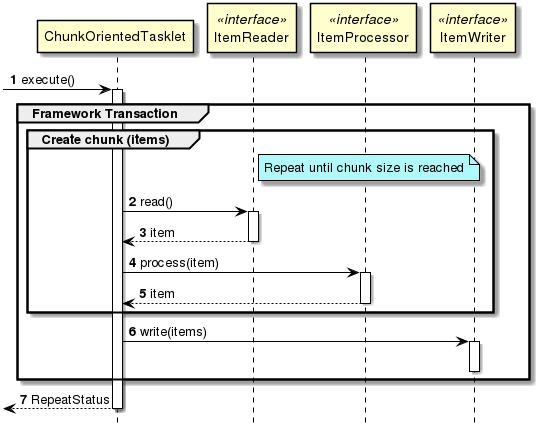 «interface»
«interface»
«interface»
ChunkOrientedTasklet
ItemReader
ItemProcessor
ItemWriter
1 execute()
Framework Transaction
Create chunk (items)
Repeat until chunk size is reached
2 read()
3 item
4 process(item)
5 item
6 write(items)
7 RepeatStatus